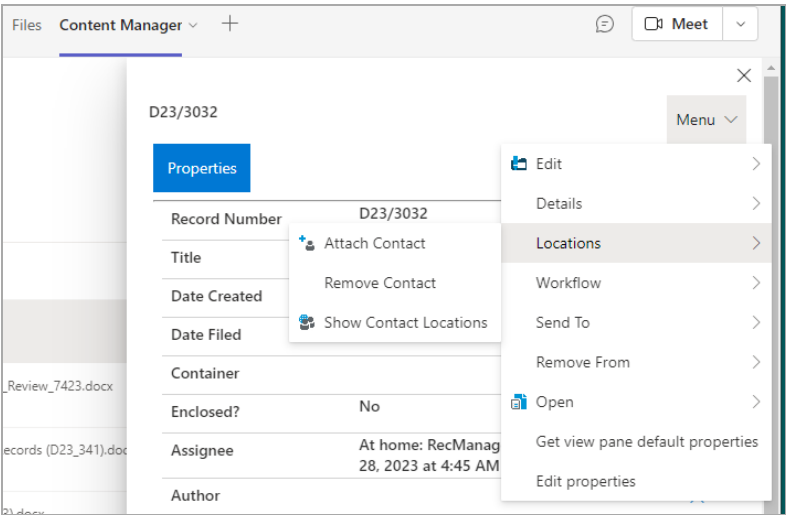 Files Content Manager
Meet
D23/3032
Menu
Properties
Edit
Details
Locations
Workflow
Send To
Remove From
Open
Get view pane default properties
Edit properties
Attach Contact
Remove Contact
Show Contact Locations
Record Number D23/3032
Title
Date Created
Date Filed
Container
Enclosed? No
Assignee At home: RecManag
28, 2023 at 4:45 AM
Author
_Review_7423.docx
ecords (D23_341).doc
3).docx